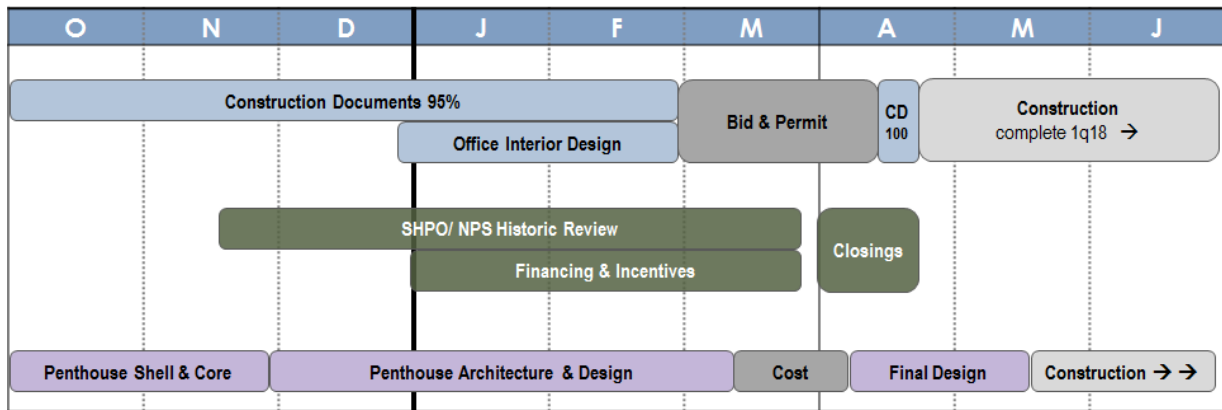 O N D J F M A M J
Construction Documents 95%
Office Interior Design
Bid & Permit
CD
100
Construction
complete 1q18 →
SHPO/ NPS Historic Review
Financing & Incentives
Closings
Penthouse Shell & Core
Penthouse Architecture & Design
Cost
Final Design
Construction → →